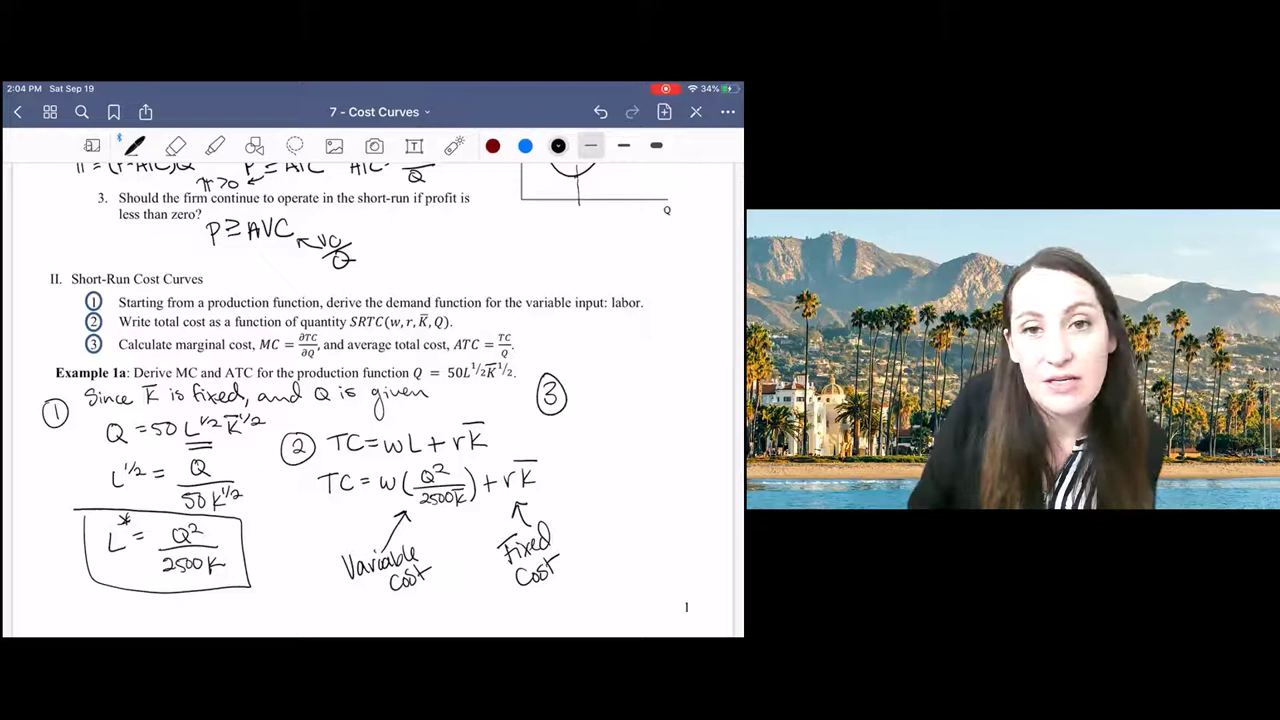 2:04 PM Sat Sep 19
34%
7 - Cost Curves
π = (P-ATC)Q P ≥ ATC ATC = /Q
π>0
3. Should the firm continue to operate in the short-run if profit is
less than zero?
P ≥ AVC
VC/Q
Q
II. Short-Run Cost Curves
1 Starting from a production function, derive the demand function for the variable input: labor.
2 Write total cost as a function of quantity SRTC(w, r, K̅, Q).
3 Calculate marginal cost, MC = ∂TC/∂Q, and average total cost, ATC = TC/Q.
Example 1a: Derive MC and ATC for the production function Q = 50L^1/2K̅^1/2.
1 Since K̅ is fixed, and Q is given
Q = 50 L^1/2 K̅^1/2
L^1/2 = Q/50K^1/2
L* = Q²/2500K
2 TC = wL + rK̅
TC = w(Q²/2500K̅) + rK̅
Variable cost
Fixed cost
3
1